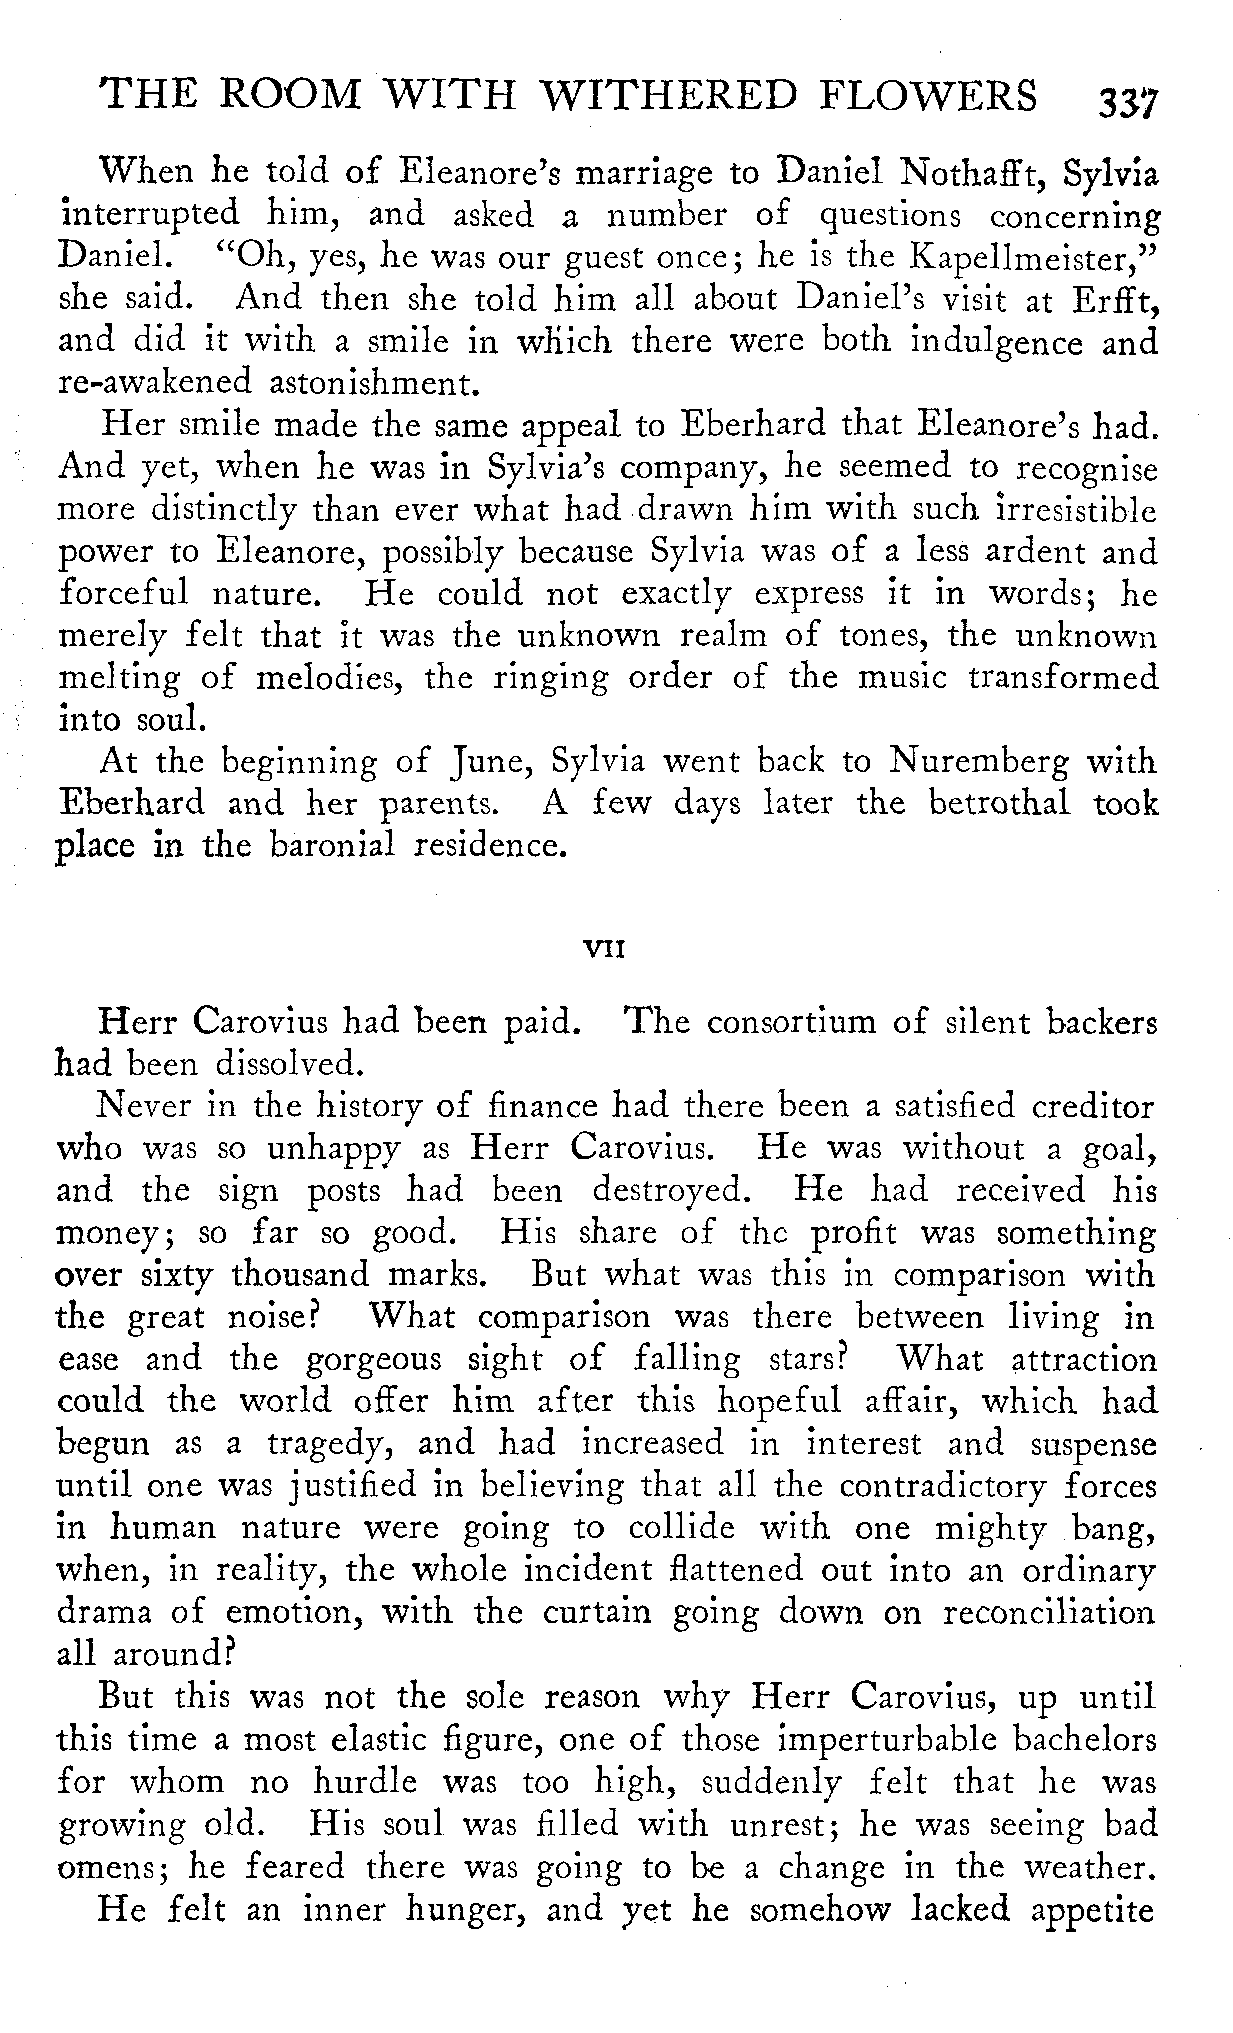 THE ROOM WITH WITHERED FLOWERS 337
When he told of Eleanore's marriage to Daniel Nothafft, Sylvia
interrupted him, and asked a number of questions concerning
Daniel. "Oh, yes, he was our guest once; he is the Kapellmeister,"
she said. And then she told him all about Daniel's visit at Erfft,
and did it with a smile in which there were both indulgence and
re-awakened astonishment.
Her smile made the same appeal to Eberhard that Eleanore's had.
And yet, when he was in Sylvia's company, he seemed to recognise
more distinctly than ever what had drawn him with such irresistible
power to Eleanore, possibly because Sylvia was of a less ardent and
forceful nature. He could not exactly express it in words; he
merely felt that it was the unknown realm of tones, the unknown
melting of melodies, the ringing order of the music transformed
into soul.
At the beginning of June, Sylvia went back to Nuremberg with
Eberhard and her parents. A few days later the betrothal took
place in the baronial residence.
VII
Herr Carovius had been paid. The consortium of silent backers
had been dissolved.
Never in the history of finance had there been a satisfied creditor
who was so unhappy as Herr Carovius. He was without a goal,
and the sign posts had been destroyed. He had received his
money; so far so good. His share of the profit was something
over sixty thousand marks. But what was this in comparison with
the great noise? What comparison was there between living in
ease and the gorgeous sight of falling stars? What attraction
could the world offer him after this hopeful affair, which had
begun as a tragedy, and had increased in interest and suspense
until one was justified in believing that all the contradictory forces
in human nature were going to collide with one mighty bang,
when, in reality, the whole incident flattened out into an ordinary
drama of emotion, with the curtain going down on reconciliation
all around?
But this was not the sole reason why Herr Carovius, up until
this time a most elastic figure, one of those imperturbable bachelors
for whom no hurdle was too high, suddenly felt that he was
growing old. His soul was filled with unrest; he was seeing bad
omens; he feared there was going to be a change in the weather.
He felt an inner hunger, and yet he somehow lacked appetite